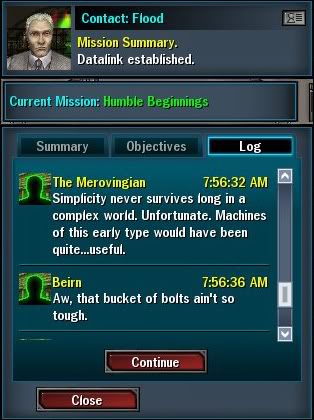 Contact: Flood
Mission Summary.
Datalink established.
Current Mission: Humble Beginnings
Summary Objectives Log
The Merovingian 7:56:32 AM
Simplicity never survives long in a
complex world. Unfortunate. Machines
of this early type would have been
quite...useful.
Beirn 7:56:36 AM
Aw, that bucket of bolts ain't so
tough.
Continue
Close